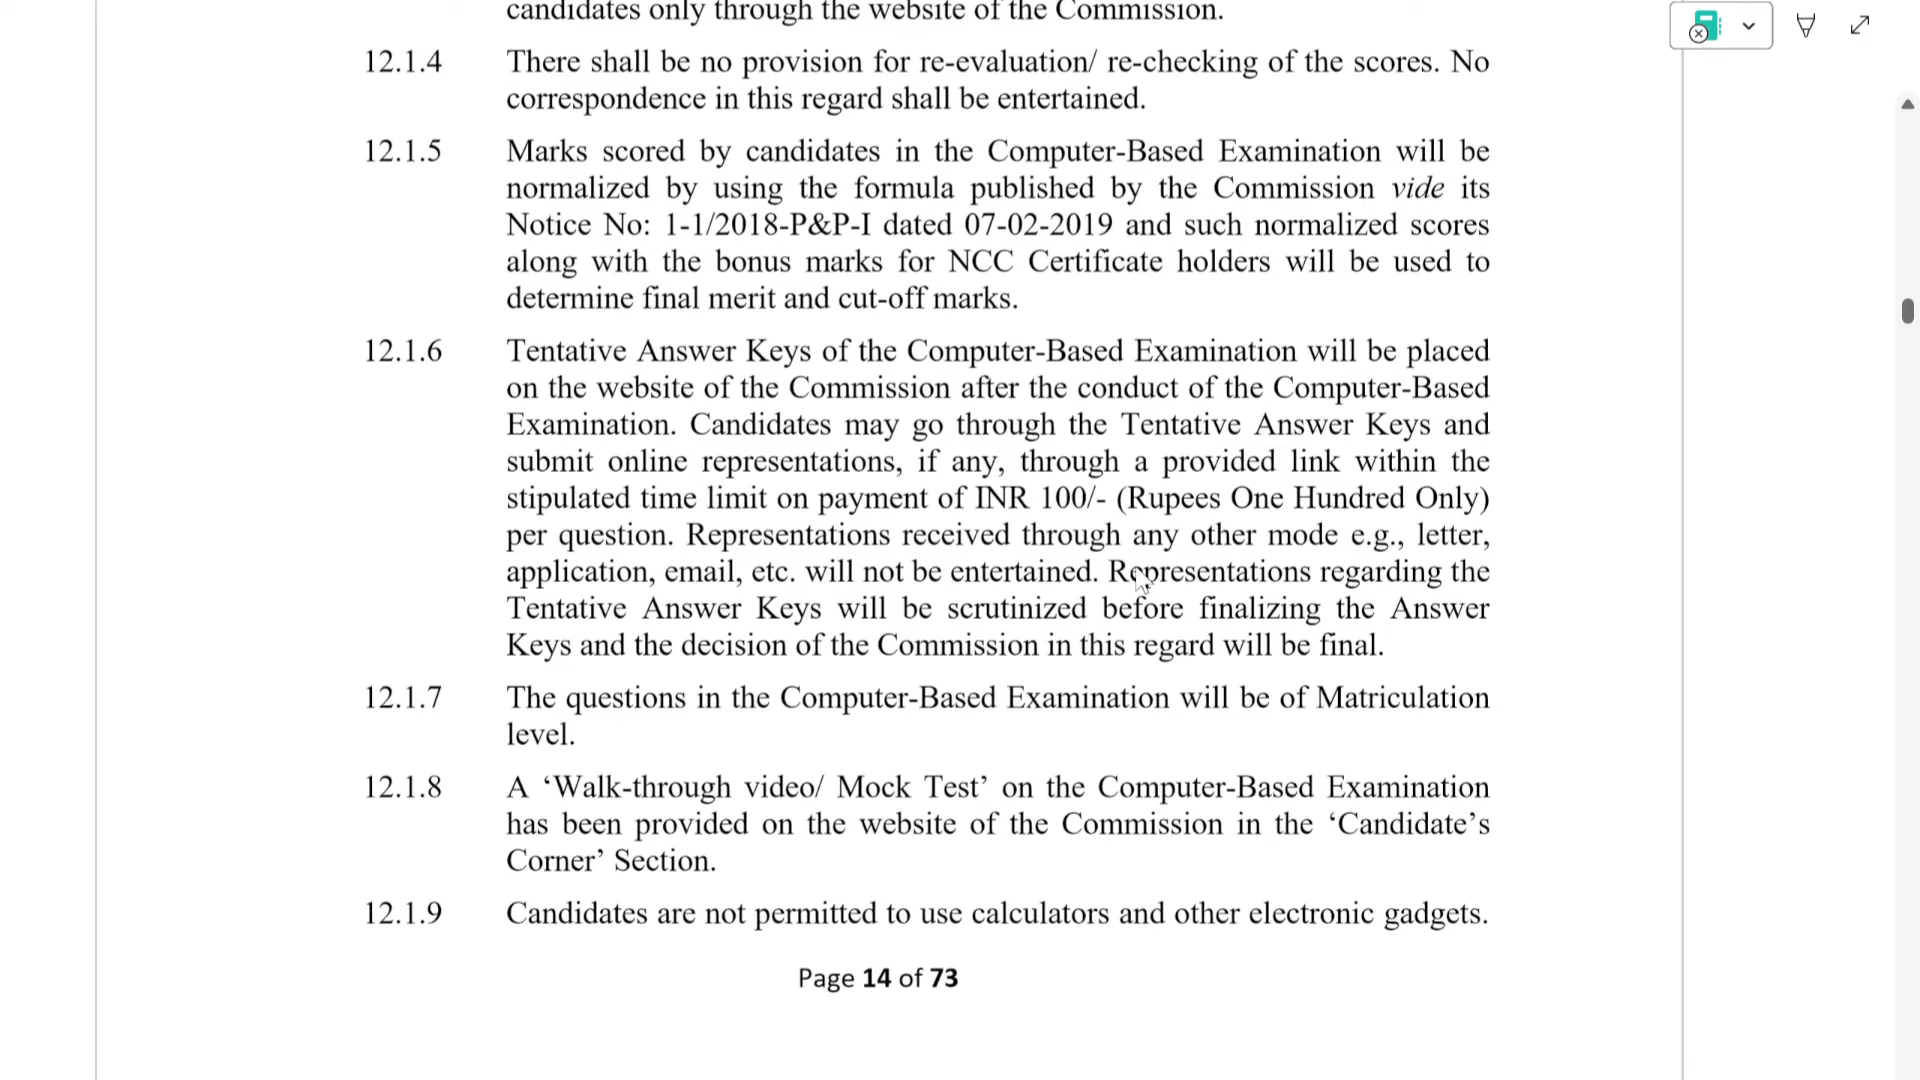 candidates only through the website of the Commission.
12.1.4 There shall be no provision for re-evaluation/ re-checking of the scores. No
correspondence in this regard shall be entertained.
12.1.5 Marks scored by candidates in the Computer-Based Examination will be
normalized by using the formula published by the Commission vide its
Notice No: 1-1/2018-P&P-I dated 07-02-2019 and such normalized scores
along with the bonus marks for NCC Certificate holders will be used to
determine final merit and cut-off marks.
12.1.6 Tentative Answer Keys of the Computer-Based Examination will be placed
on the website of the Commission after the conduct of the Computer-Based
Examination. Candidates may go through the Tentative Answer Keys and
submit online representations, if any, through a provided link within the
stipulated time limit on payment of INR 100/- (Rupees One Hundred Only)
per question. Representations received through any other mode e.g., letter,
application, email, etc. will not be entertained. Representations regarding the
Tentative Answer Keys will be scrutinized before finalizing the Answer
Keys and the decision of the Commission in this regard will be final.
12.1.7 The questions in the Computer-Based Examination will be of Matriculation
level.
12.1.8 A ‘Walk-through video/ Mock Test’ on the Computer-Based Examination
has been provided on the website of the Commission in the ‘Candidate’s
Corner’ Section.
12.1.9 Candidates are not permitted to use calculators and other electronic gadgets.
Page 14 of 73